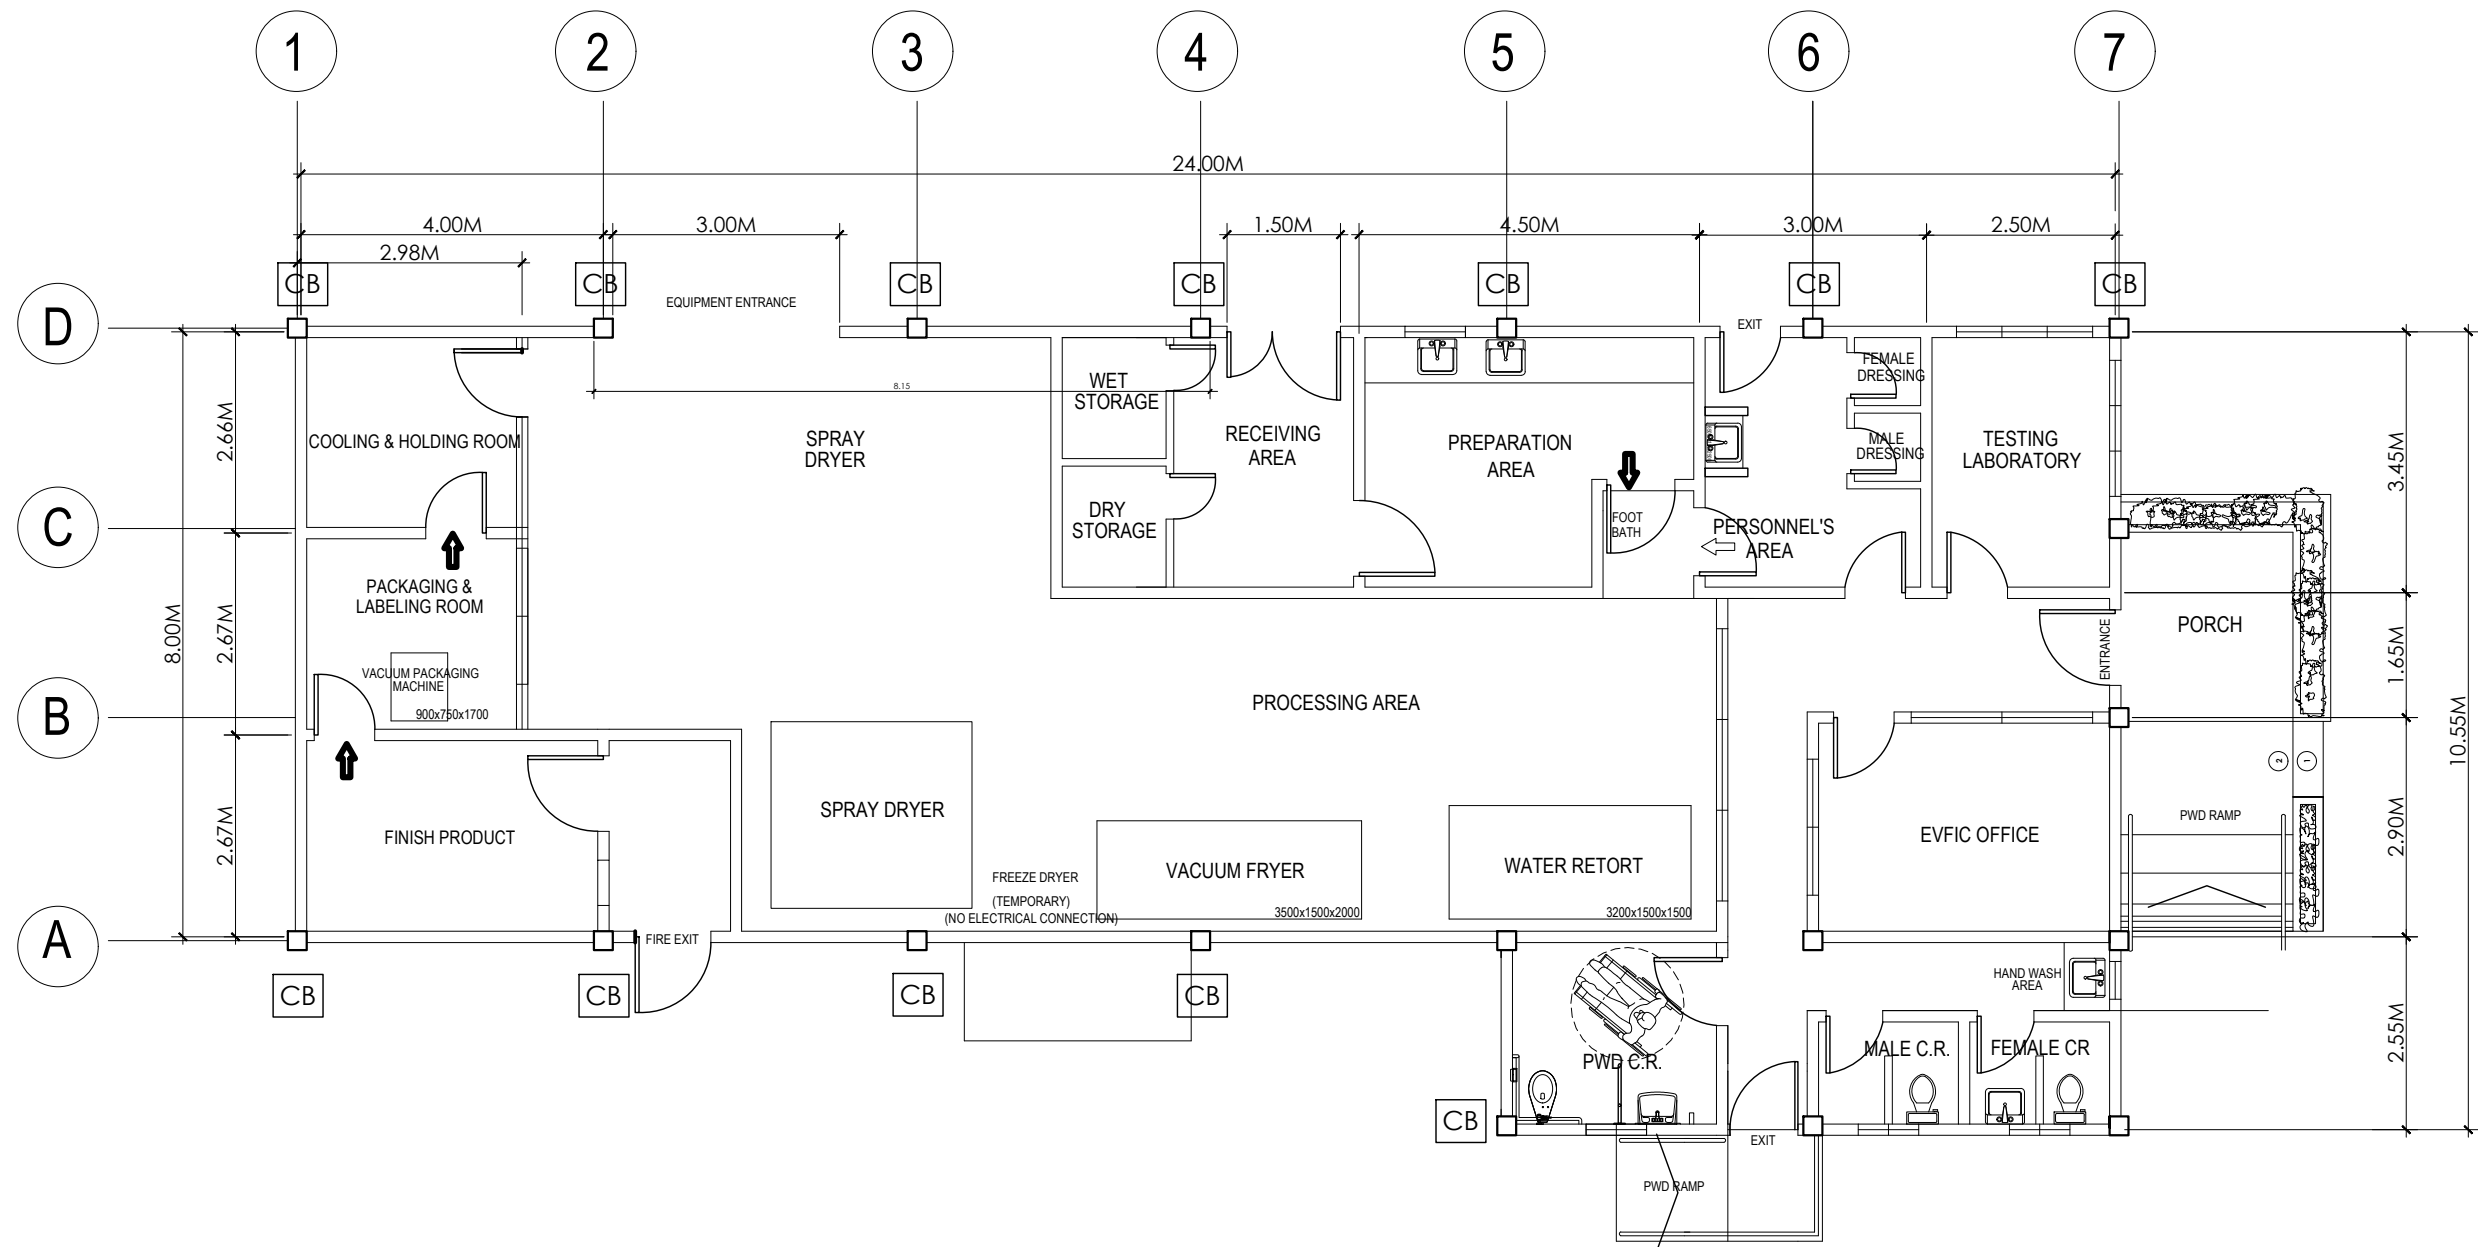 1
2
3
4
5
6
7
24.00M
4.00M
3.00M
1.50M
4.50M
3.00M
2.50M
2.98M
CB
CB
CB
CB
CB
CB
CB
EQUIPMENT ENTRANCE
D
EXIT
FEMALE
DRESSING
WET
STORAGE
8.15
2.66M
COOLING & HOLDING ROOM
SPRAY
DRYER
RECEIVING
AREA
PREPARATION
AREA
MALE
DRESSING
TESTING
LABORATORY
3.45M
C
DRY
STORAGE
FOOT
BATH
PERSONNEL'S
AREA
PACKAGING &
LABELING ROOM
8.00M
2.67M
PORCH
ENTRANCE
1.65M
VACUUM PACKAGING
MACHINE
900x750x1700
B
PROCESSING AREA
10.55M
2
1
SPRAY DRYER
2.67M
FINISH PRODUCT
PWD RAMP
EVFIC OFFICE
2.90M
FREEZE DRYER
(TEMPORARY)
(NO ELECTRICAL CONNECTION)
VACUUM FRYER
3500x1500x2000
WATER RETORT
3200x1500x1500
A
FIRE EXIT
CB
CB
CB
CB
HAND WASH
AREA
2.55M
PWD C.R.
MALE C.R.
FEMALE CR
CB
EXIT
PWD RAMP